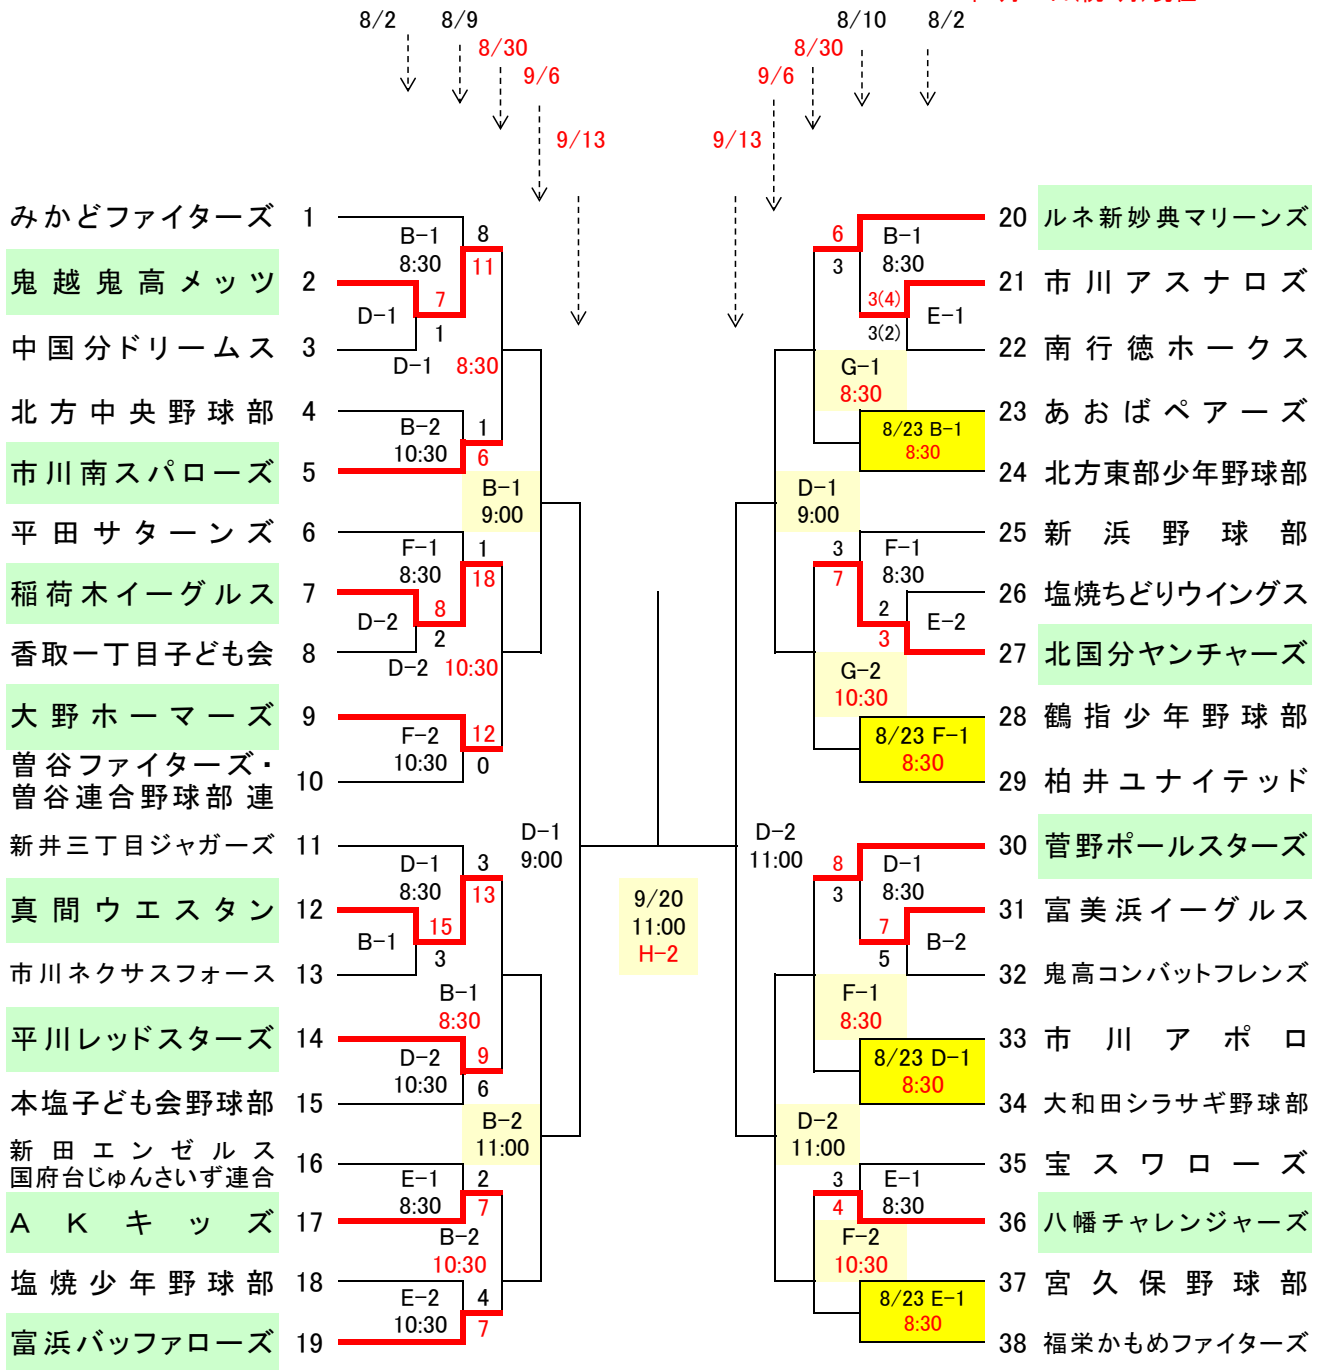 8/2 8/9 8/10 8/2
8/30 8/30
9/6 9/6
9/13 9/13
みかどファイターズ 1
B-1 8
8:30 11
鬼越鬼高メッツ 2
7
D-1
1
中国分ドリームス 3
D-1 8:30
北方中央野球部 4
B-2 1
10:30 6
市川南スパローズ 5
B-1
9:00
平田サターンズ 6
F-1 1
8:30 18
稲荷木イーグルス 7
8
D-2
2
香取一丁目子ども会 8
D-2 10:30
大野ホーマーズ 9
F-2 12
10:30 0
曽谷ファイターズ・
曽谷連合野球部 連 10
新井三丁目ジャガーズ 11
D-1
9:00
D-1 3
8:30 13
真間ウエスタン 12
15
B-1
3
市川ネクサスフォース 13
B-1
8:30
平川レッドスターズ 14
D-2 9
10:30 6
本塩子ども会野球部 15
B-2
11:00
新田エンゼルス
国府台じゅんさいず連合 16
E-1 2
8:30 7
AKキッズ 17
B-2
10:30
塩焼少年野球部 18
E-2 4
10:30 7
富浜バッファローズ 19
9/20
11:00
H-2
20 ルネ新妙典マリーンズ
6 B-1
3 8:30
21 市川アスナロズ
3(4)
E-1
3(2)
22 南行徳ホークス
G-1
8:30
23 あおばペアーズ
8/23 B-1
8:30
24 北方東部少年野球部
D-1
9:00
25 新浜野球部
3 F-1
7 8:30
26 塩焼ちどりウイングス
2
E-2
3
27 北国分ヤンチャーズ
G-2
10:30
28 鶴指少年野球部
8/23 F-1
8:30
29 柏井ユナイテッド
D-2
11:00
30 菅野ポールスターズ
8 D-1
3 8:30
31 富美浜イーグルス
7
B-2
5
32 鬼高コンバットフレンズ
F-1
8:30
33 市川アポロ
8/23 D-1
8:30
34 大和田シラサギ野球部
D-2
11:00
35 宝スワローズ
3 E-1
4 8:30
36 八幡チャレンジャーズ
F-2
10:30
37 宮久保野球部
8/23 E-1
8:30
38 福栄かもめファイターズ